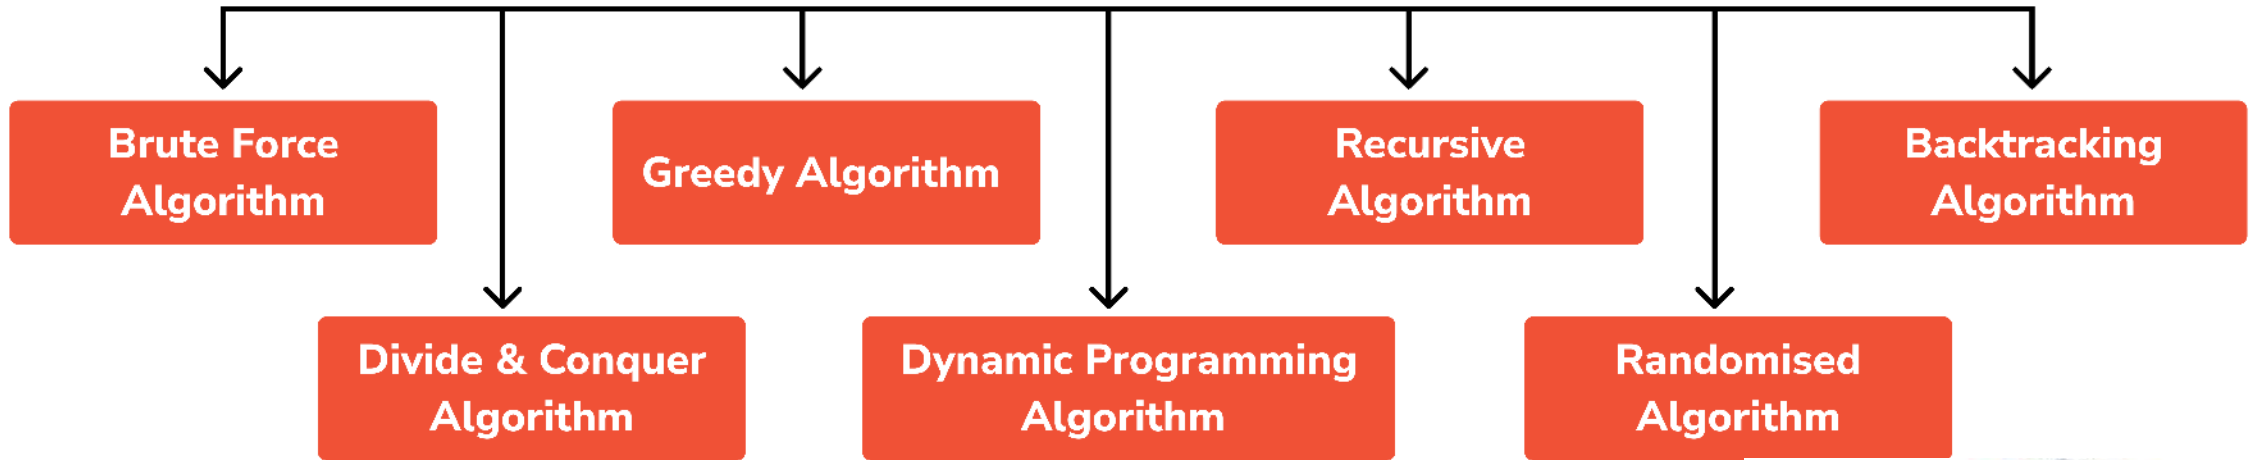 Brute Force
Algorithm
Greedy Algorithm
Recursive
Algorithm
Backtracking
Algorithm
Divide & Conquer
Algorithm
Dynamic Programming
Algorithm
Randomised
Algorithm